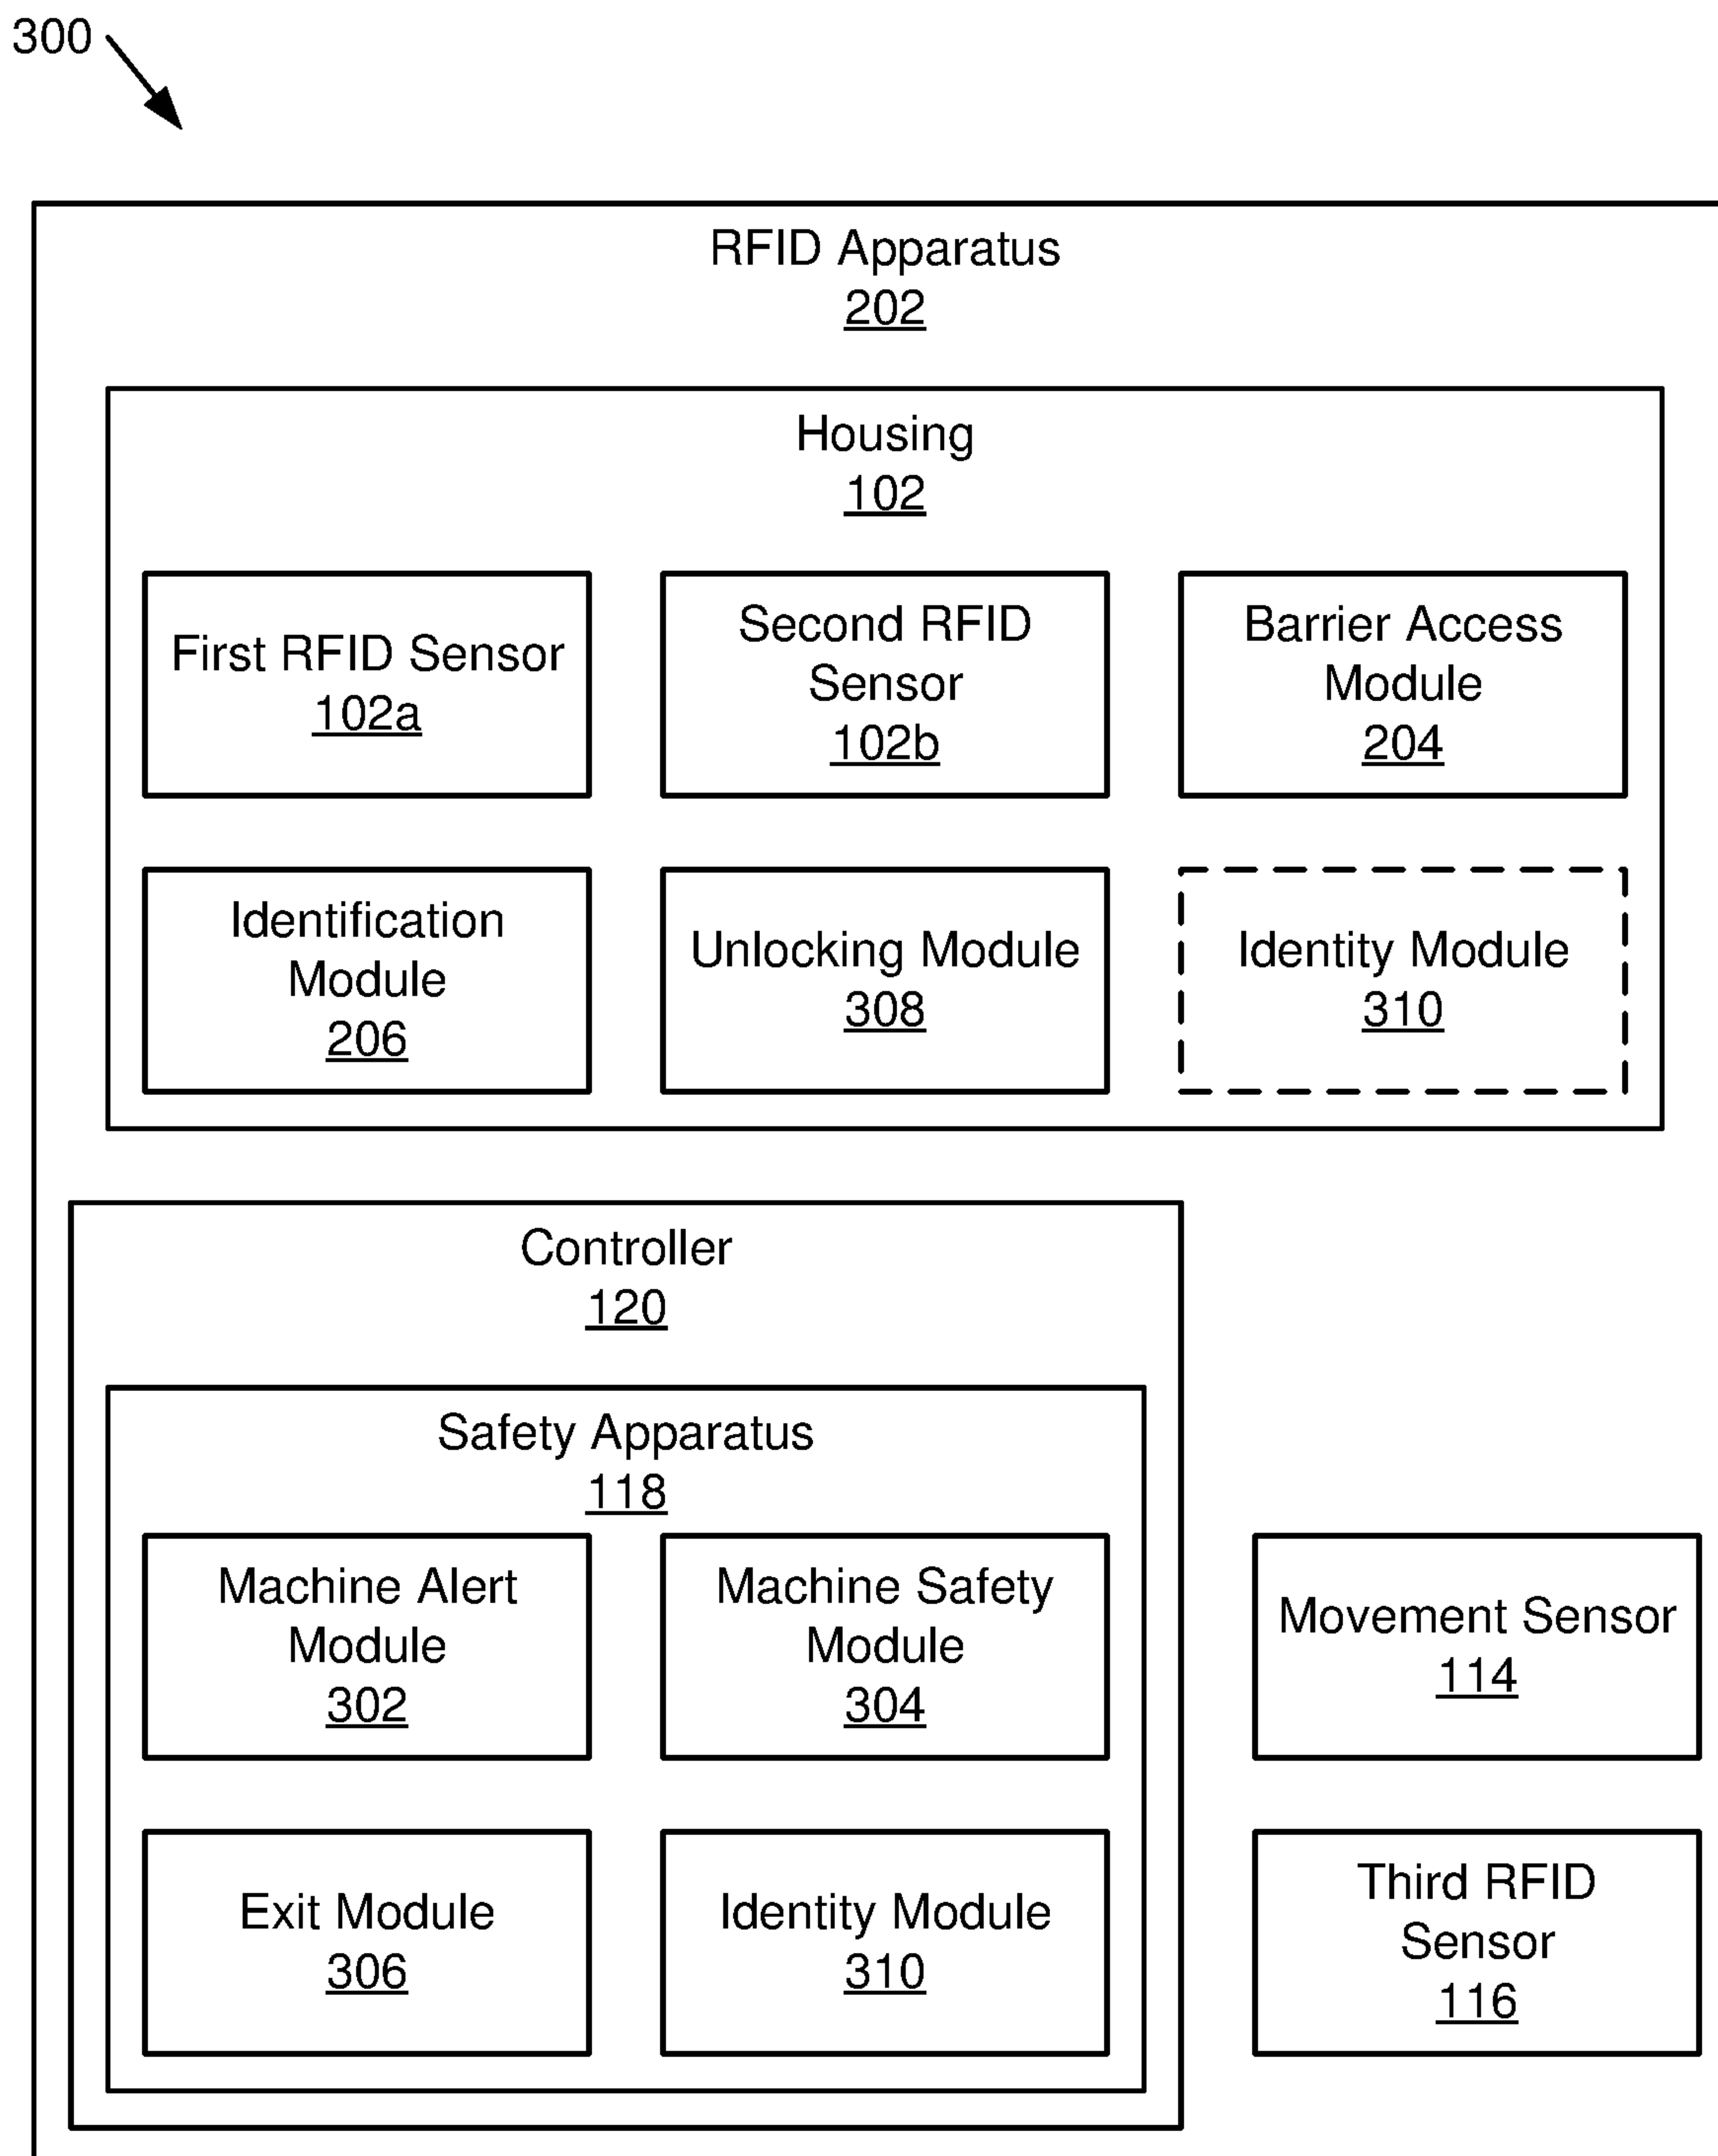 300
RFID Apparatus
202
Housing
102
First RFID Sensor
102a
Second RFID
Sensor
102b
Barrier Access
Module
204
Identification
Module
206
Unlocking Module
308
Identity Module
310
Controller
120
Safety Apparatus
118
Machine Alert
Module
302
Machine Safety
Module
304
Movement Sensor
114
Exit Module
306
Identity Module
310
Third RFID
Sensor
116